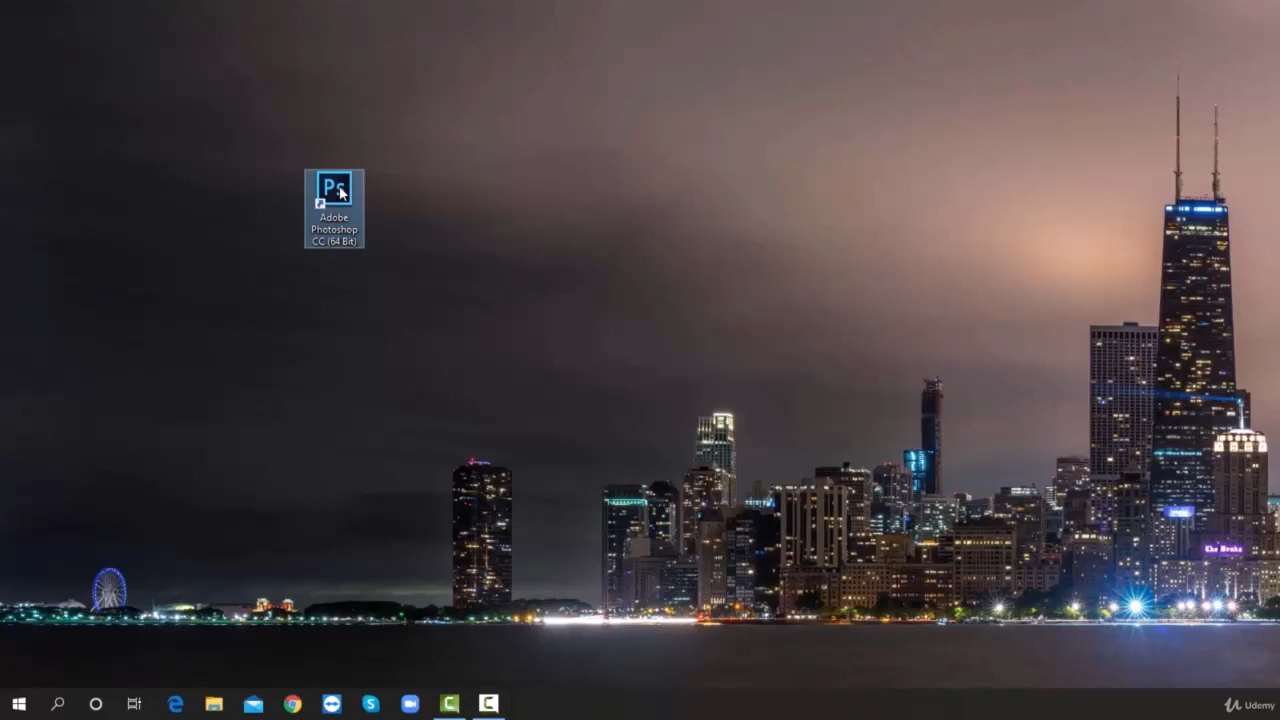 Ps
Adobe
Photoshop
CC (64 Bit)
The Drake
Udemy